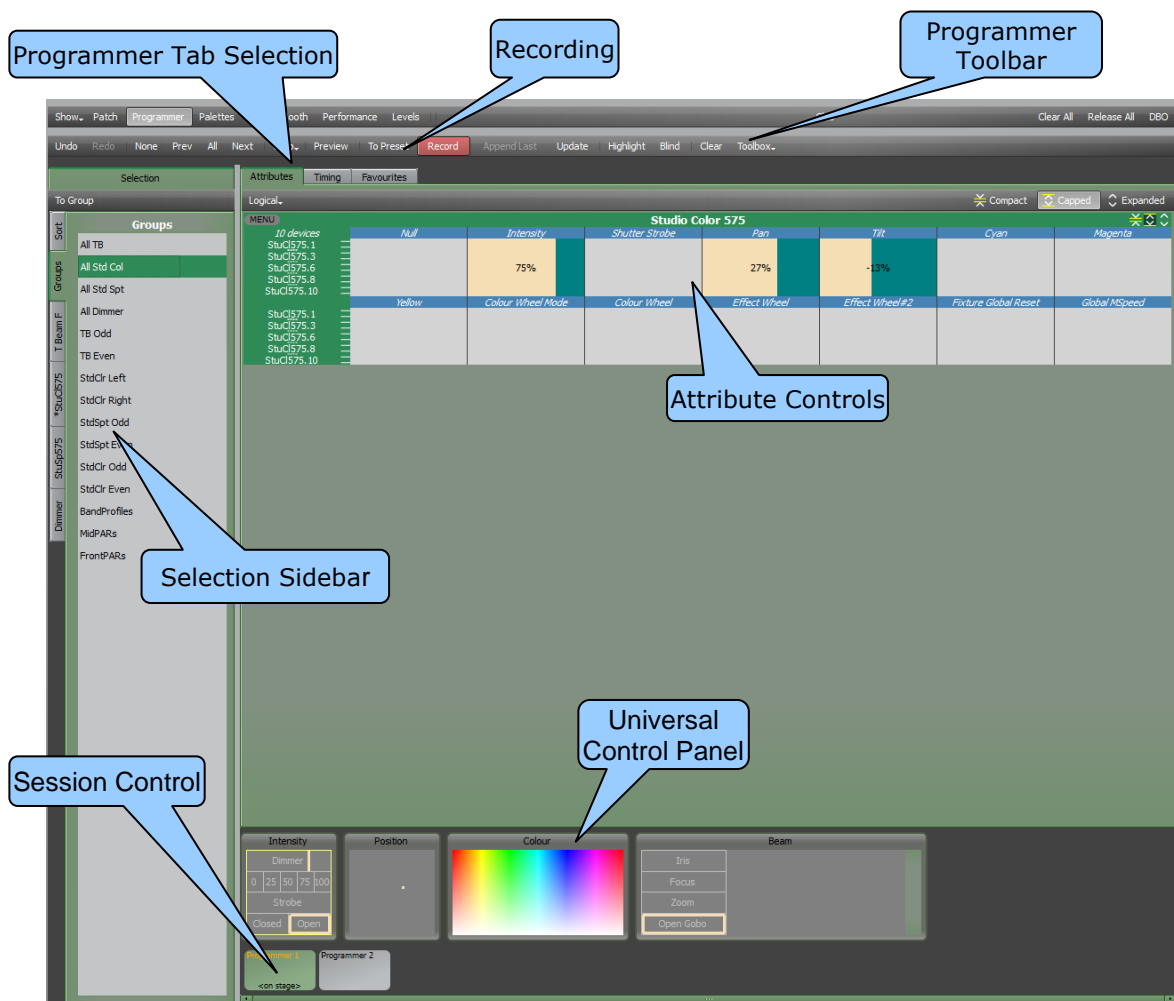 Programmer Tab Selection
Recording
Programmer
Toolbar
Show Patch Programmer Palettes Performance Levels Clear All Release All DBO
Undo Redo None Prev All Next Preview To Preset Record Append Last Update Highlight Blind Clear Toolbox
Selection
Attributes Timing Favourites
To Group
Logical
Compact Capped Expanded
Sort
Groups
T Beam F
*StuCl575
StuSp575
Dimmer
Groups
All TB
All Std Col
All Std Spt
All Dimmer
TB Odd
TB Even
StdClr Left
StdClr Right
StdSpt Odd
StdSpt Even
StdClr Odd
StdClr Even
BandProfiles
MidPARs
FrontPARs
MENU Studio Color 575
10 devices Null Intensity Shutter Strobe Pan Tilt Cyan Magenta
StuCl575.1
StuCl575.3
StuCl575.6 75% 27% -13%
StuCl575.8
StuCl575.10
Yellow Colour Wheel Mode Colour Wheel Effect Wheel Effect Wheel#2 Fixture Global Reset Global MSpeed
StuCl575.1
StuCl575.3
StuCl575.6
StuCl575.8
StuCl575.10
Attribute Controls
Selection Sidebar
Universal
Control Panel
Session Control
Intensity Position Colour Beam
Dimmer
0 25 50 75 100
Strobe
Closed Open
Iris
Focus
Zoom
Open Gobo
Programmer 1 Programmer 2
<on stage>